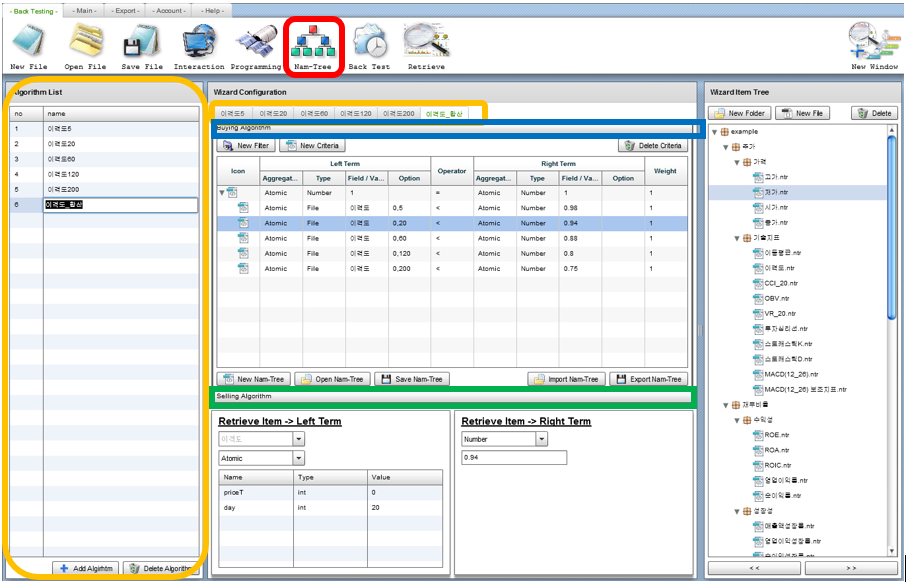 - Back Testing -
- Main -
- Export -
- Account -
- Help -
New File
Open File
Save File
Interaction
Programming
Nam-Tree
Back Test
Retrieve
New Window
Algorithm List
no name
1 이격도5
2 이격도20
3 이격도60
4 이격도120
5 이격도200
6 이격도_확산
Add Algirhtm
Delete Algorithm
Wizard Configuration
이격도5 이격도20 이격도60 이격도120 이격도200 이격도_확산
Buying Algorithm
New Filter
New Criteria
Delete Criteria
Icon Left Term Operator Right Term Weight
Aggregat... Type Field / Va... Option Aggregat... Type Field / Va... Option
Atomic Number 1 = Atomic Number 1 1
Atomic File 이격도 0,5 < Atomic Number 0.98 1
Atomic File 이격도 0,20 < Atomic Number 0.94 1
Atomic File 이격도 0,60 < Atomic Number 0.88 1
Atomic File 이격도 0,120 < Atomic Number 0.8 1
Atomic File 이격도 0,200 < Atomic Number 0.75 1
New Nam-Tree
Open Nam-Tree
Save Nam-Tree
Import Nam-Tree
Export Nam-Tree
Selling Algorithm
Retrieve Item -> Left Term
이격도
Atomic
Name Type Value
priceT int 0
day int 20
Retrieve Item -> Right Term
Number
0.94
Wizard Item Tree
New Folder
New File
Delete
example
주가
가격
고가.ntr
저가.ntr
시가.ntr
종가.ntr
기술지표
이동평균.ntr
이격도.ntr
CCI_20.ntr
OBV.ntr
VR_20.ntr
투자심리선.ntr
스토캐스틱K.ntr
스토캐스틱D.ntr
MACD(12_26).ntr
MACD(12_26) 보조지표.ntr
재무비율
수익성
ROE.ntr
ROA.ntr
ROIC.ntr
영업이익률.ntr
순이익률.ntr
성장성
매출액성장률.ntr
영업이익성장률.ntr
순이익성장률.ntr
<<
>>